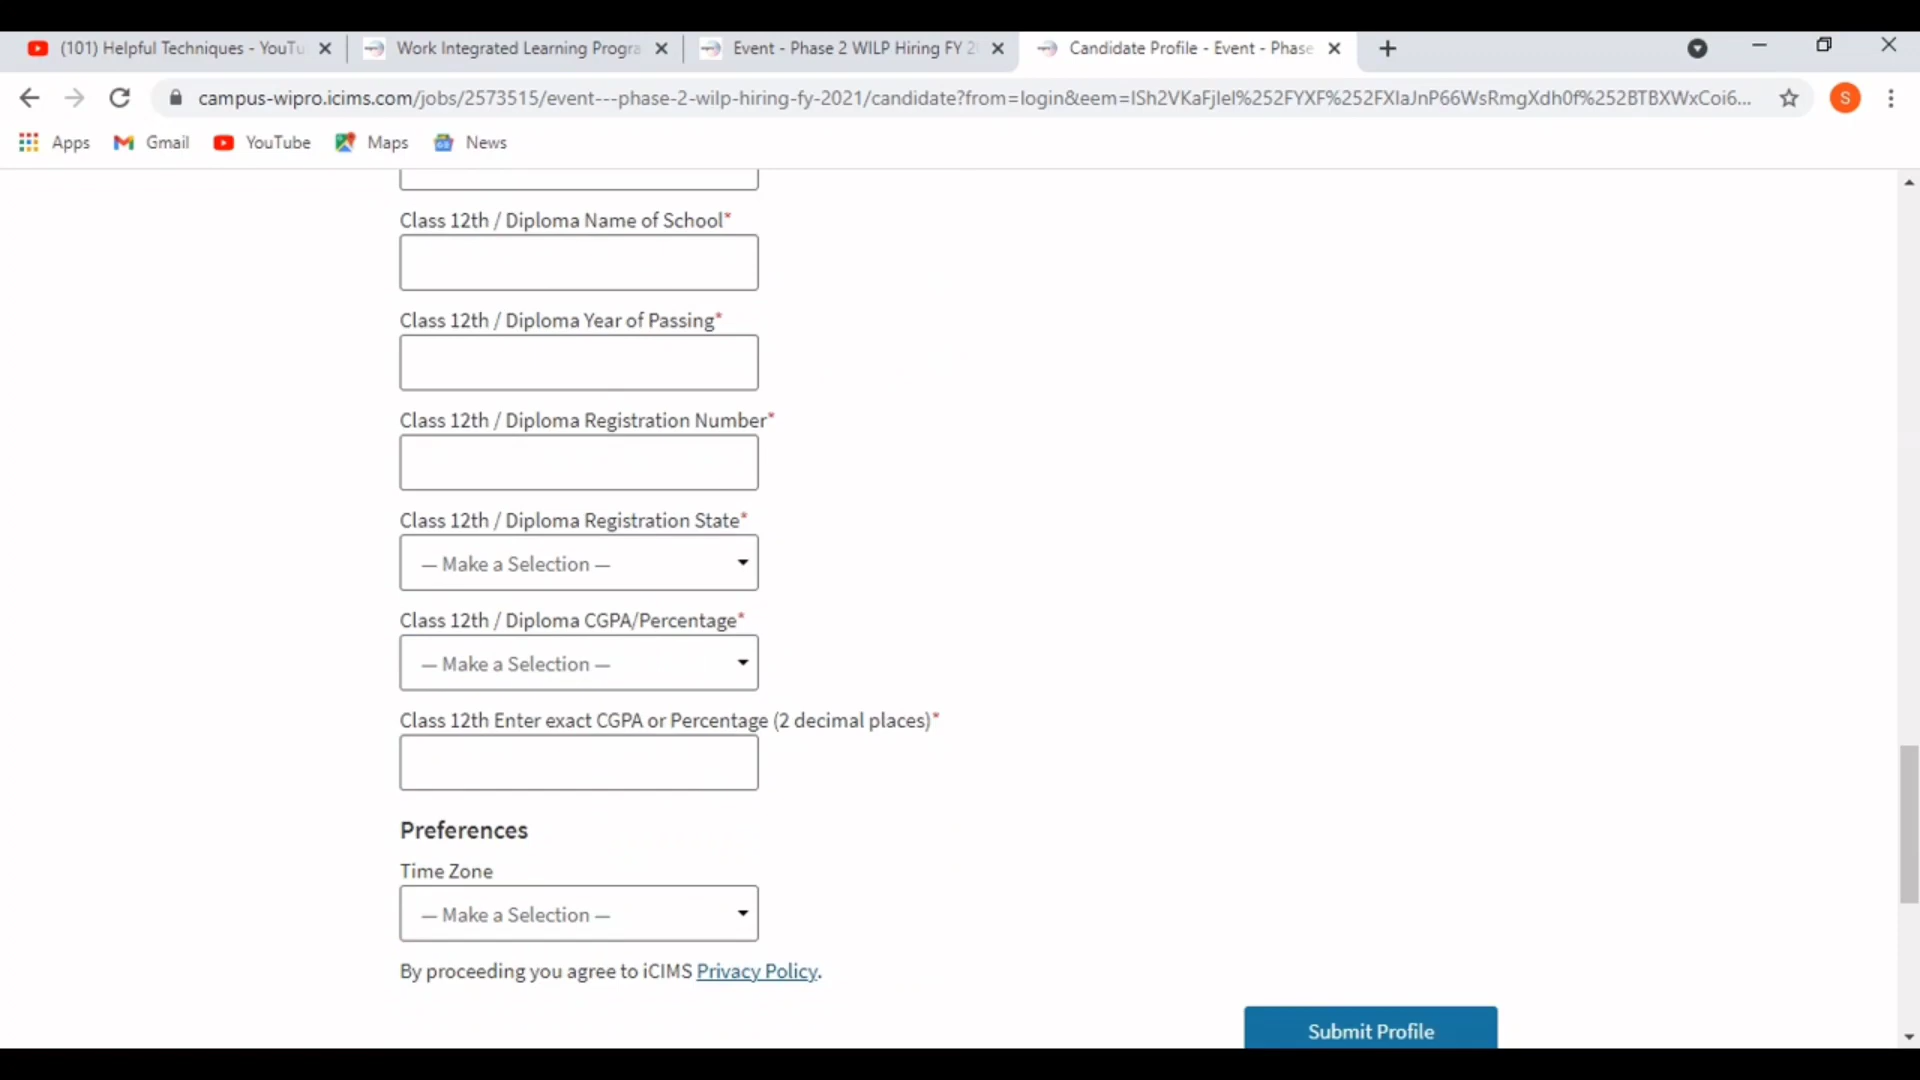 (101) Helpful Techniques - YouTu
Work Integrated Learning Progra
Event - Phase 2 WILP Hiring FY 2
Candidate Profile - Event - Phase
campus-wipro.icims.com/jobs/2573515/event---phase-2-wilp-hiring-fy-2021/candidate?from=login&eem=lSh2VKaFjleI%252FYXF%252FXlaJnP66WsRmgXdh0f%252BTBXWxCoi6...
S
Apps
Gmail
YouTube
Maps
News
Class 12th / Diploma Name of School*
Class 12th / Diploma Year of Passing*
Class 12th / Diploma Registration Number*
Class 12th / Diploma Registration State*
— Make a Selection —
Class 12th / Diploma CGPA/Percentage*
— Make a Selection —
Class 12th Enter exact CGPA or Percentage (2 decimal places)*
Preferences
Time Zone
— Make a Selection —
By proceeding you agree to iCIMS Privacy Policy.
Submit Profile